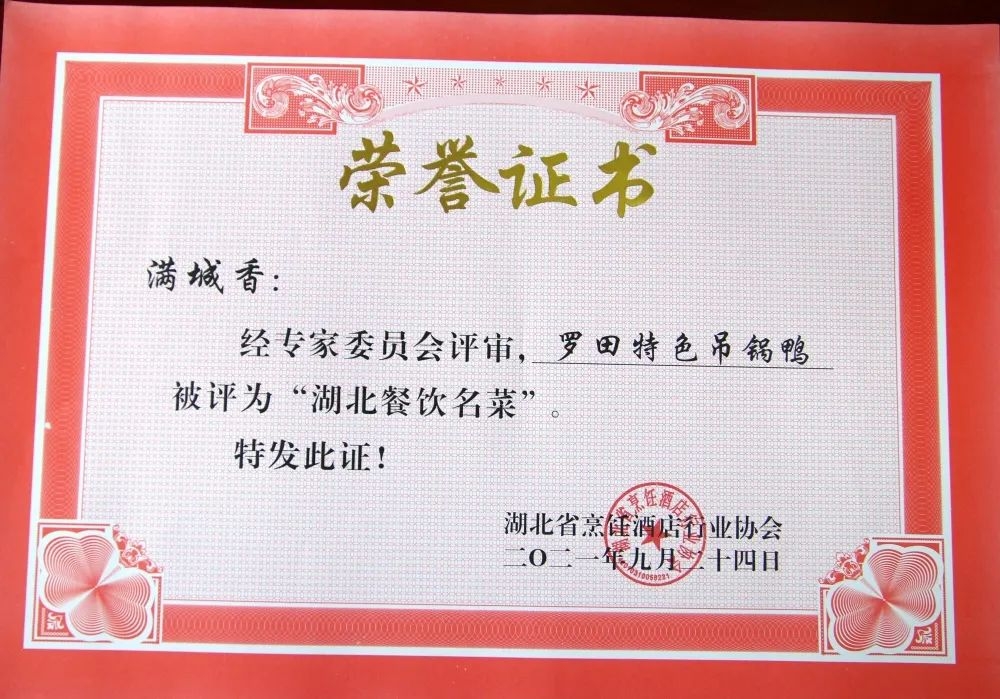 荣誉证书
满城香：
经专家委员会评审，罗田特色吊锅鸭
被评为“湖北餐饮名菜”。
特发此证！
湖北省烹饪酒店行业协会
二〇二一年九月二十四日